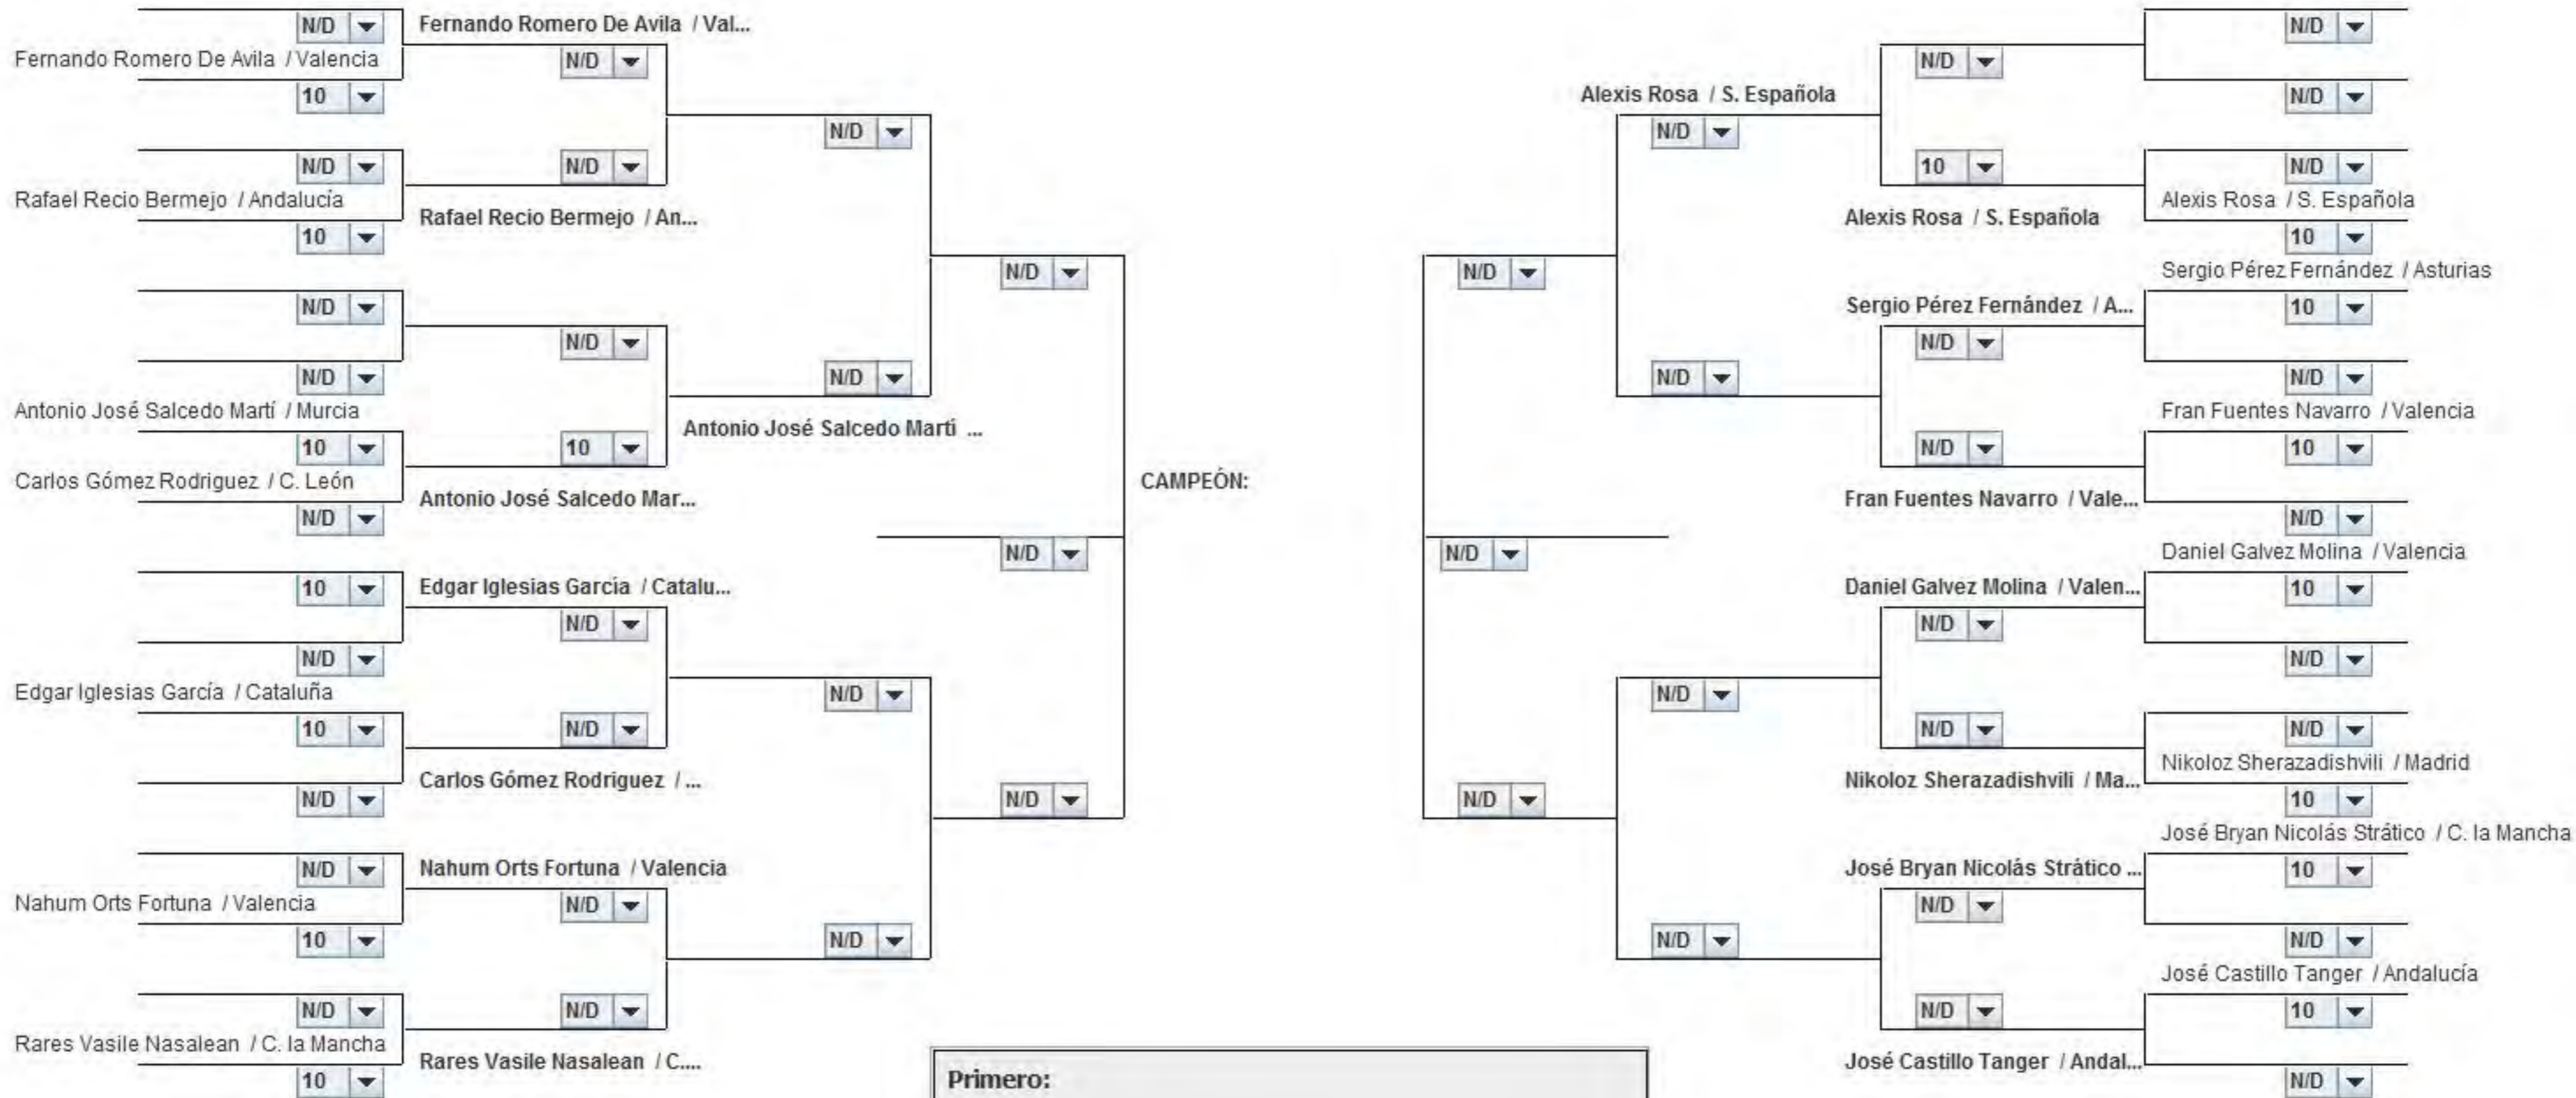 N/D
Fernando Romero De Avila / Val...
Fernando Romero De Avila / Valencia
N/D
10
N/D
N/D
N/D
Rafael Recio Bermejo / Andalucía
Rafael Recio Bermejo / An...
10
N/D
N/D
N/D
N/D
N/D
Antonio José Salcedo Martí / Murcia
10
10
Antonio José Salcedo Martí ...
Carlos Gómez Rodriguez / C. León
Antonio José Salcedo Mar...
N/D
N/D
10
Edgar Iglesias García / Catalu...
N/D
N/D
Edgar Iglesias García / Cataluña
N/D
10
N/D
Carlos Gómez Rodriguez / ...
N/D
N/D
N/D
Nahum Orts Fortuna / Valencia
Nahum Orts Fortuna / Valencia
N/D
10
N/D
N/D
N/D
Rares Vasile Nasalean / C. la Mancha
Rares Vasile Nasalean / C....
10
CAMPEÓN:
Primero:
N/D
N/D
Alexis Rosa / S. Española
N/D
N/D
10
N/D
Alexis Rosa / S. Española
Alexis Rosa / S. Española
10
N/D
Sergio Pérez Fernández / Asturias
Sergio Pérez Fernández / A...
10
N/D
N/D
N/D
Fran Fuentes Navarro / Valencia
N/D
10
Fran Fuentes Navarro / Vale...
N/D
N/D
Daniel Galvez Molina / Valencia
Daniel Galvez Molina / Valen...
10
N/D
N/D
N/D
N/D
N/D
Nikoloz Sherazadishvili / Madrid
Nikoloz Sherazadishvili / Ma...
N/D
10
José Bryan Nicolás Strático / C. la Mancha
José Bryan Nicolás Strático ...
10
N/D
N/D
N/D
José Castillo Tanger / Andalucía
N/D
10
José Castillo Tanger / Andal...
N/D